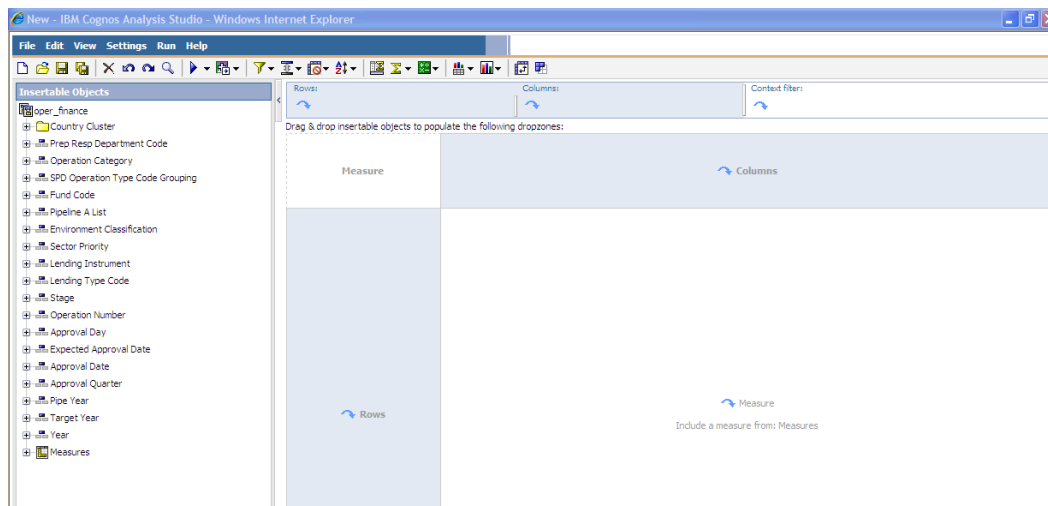 New - IBM Cognos Analysis Studio - Windows Internet Explorer
File Edit View Settings Run Help
Insertable Objects
oper_finance
Country Cluster
Prep Resp Department Code
Operation Category
SPD Operation Type Code Grouping
Fund Code
Pipeline A List
Environment Classification
Sector Priority
Lending Instrument
Lending Type Code
Stage
Operation Number
Approval Day
Expected Approval Date
Approval Date
Approval Quarter
Pipe Year
Target Year
Year
Measures
Rows: Columns: Context filter:
Drag & drop insertable objects to populate the following dropzones:
Measure Columns
Rows
Measure
Include a measure from: Measures